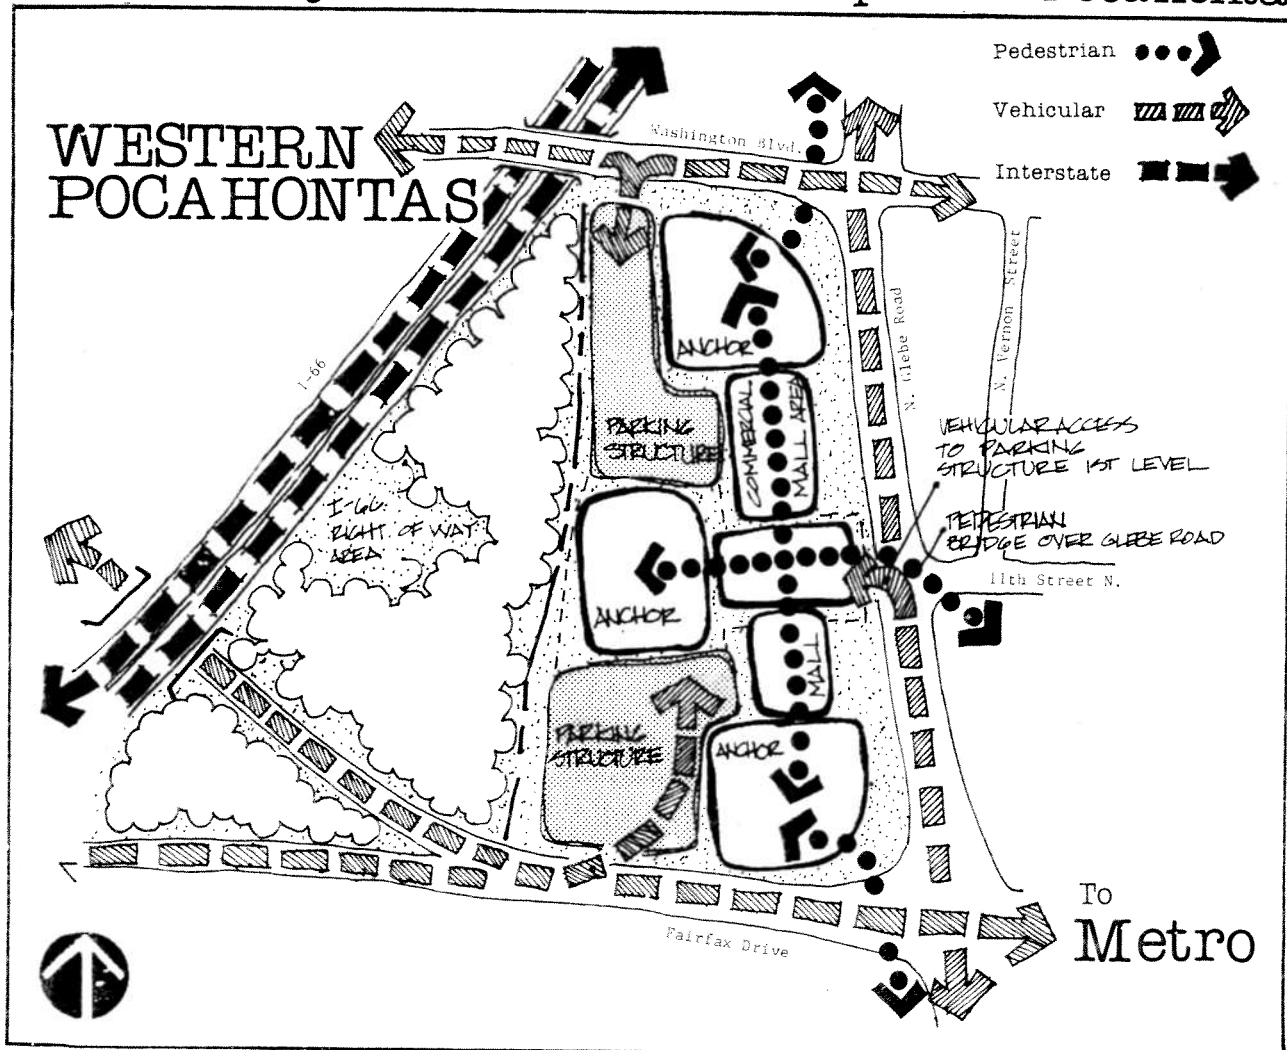 Pedestrian
Vehicular
Interstate
WESTERN
POCAHONTAS
Washington Blvd.
N. Glebe Road
N. Vernon Street
I-66
ANCHOR
PARKING
STRUCTURE
COMMERCIAL
MALL AREA
VEHICULAR ACCESS
TO PARKING
STRUCTURE 1ST LEVEL
I-66
RIGHT OF WAY
AREA
PEDESTRIAN
BRIDGE OVER GLEBE ROAD
11th Street N.
ANCHOR
MALL
PARKING
STRUCTURE
ANCHOR
Fairfax Drive
To
Metro